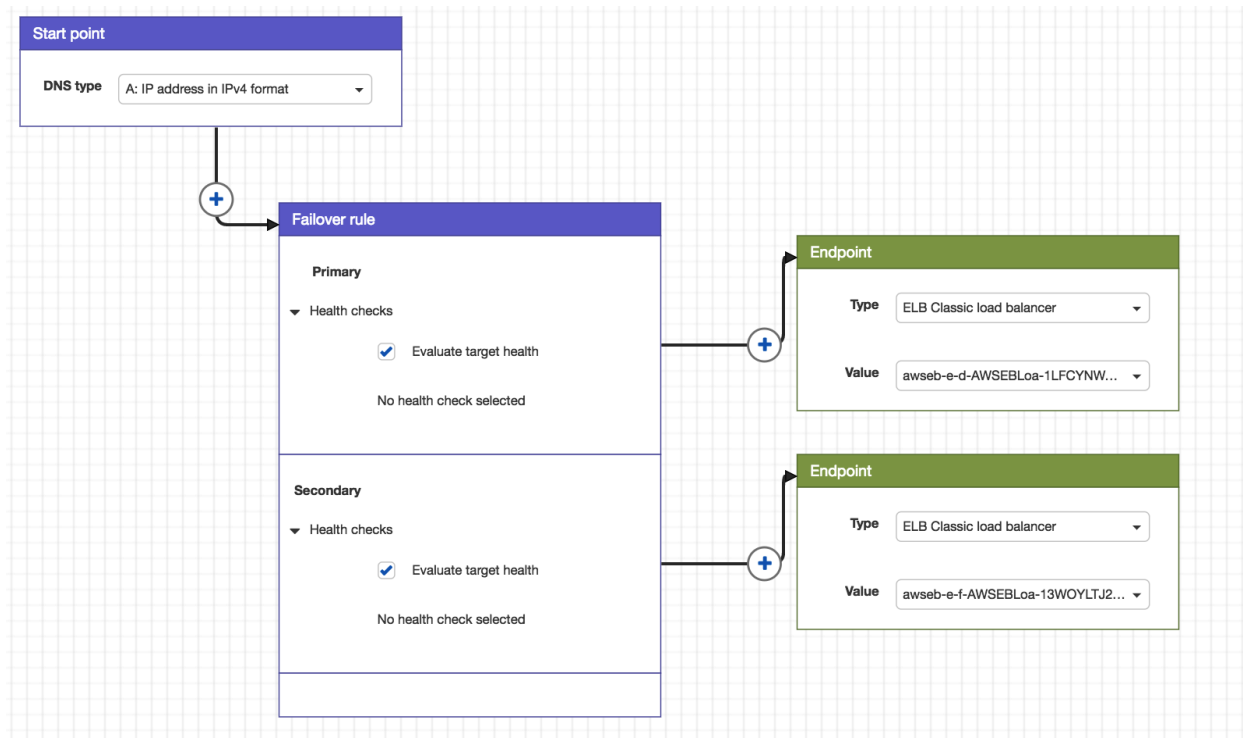 Start point
DNS type
A: IP address in IPv4 format
Failover rule
Primary
Health checks
Evaluate target health
No health check selected
Endpoint
Type
ELB Classic load balancer
Value
awseb-e-d-AWSEBLoa-1LFCYNW...
Secondary
Health checks
Evaluate target health
No health check selected
Endpoint
Type
ELB Classic load balancer
Value
awseb-e-f-AWSEBLoa-13WOYLTJ2...